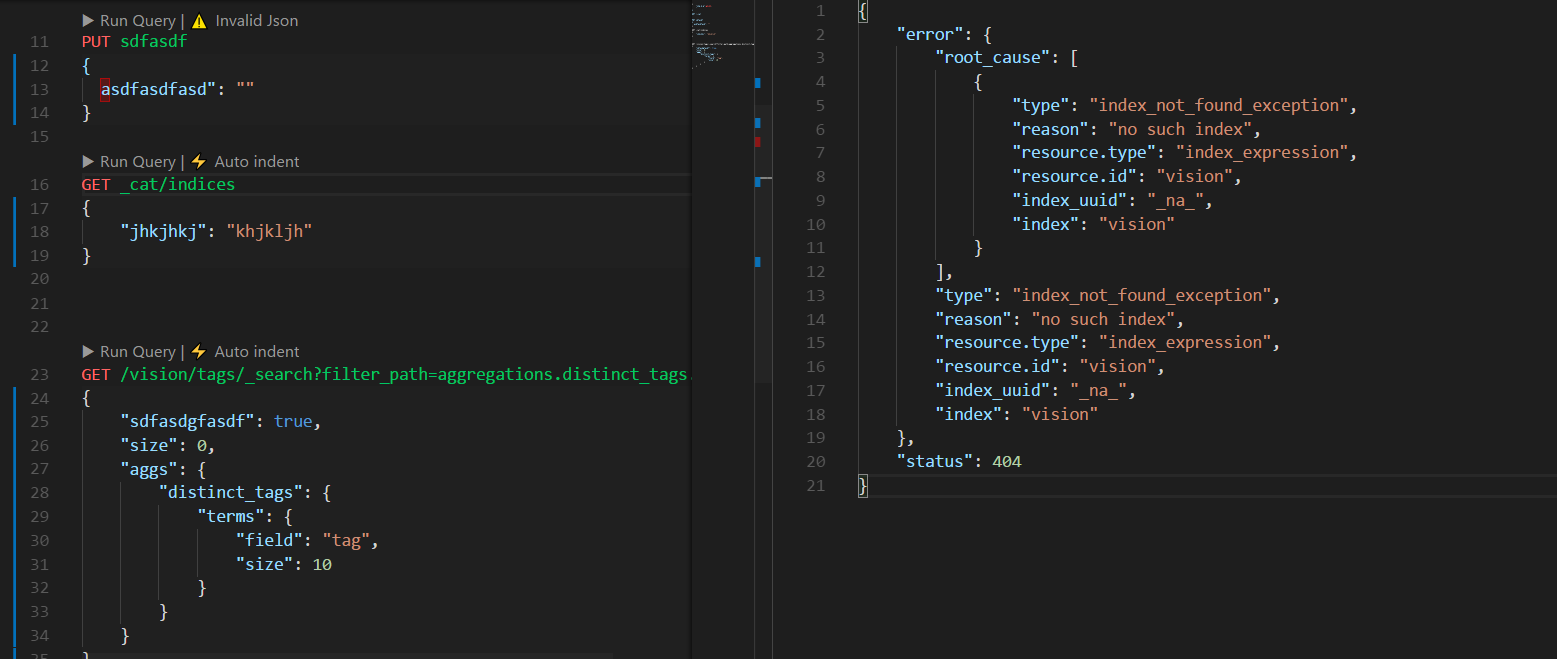 ▶ Run Query | ⚠ Invalid Json
11 PUT sdfasdf
12 {
13   asdfasdfasd": ""
14 }
15
▶ Run Query | ⚡ Auto indent
16 GET _cat/indices
17 {
18     "jhkjhkj": "khjkljh"
19 }
20
21
22
▶ Run Query | ⚡ Auto indent
23 GET /vision/tags/_search?filter_path=aggregations.distinct_tags.
24 {
25     "sdfasdgfasdf": true,
26     "size": 0,
27     "aggs": {
28         "distinct_tags": {
29             "terms": {
30                 "field": "tag",
31                 "size": 10
32             }
33         }
34     }
35 }
1 {
2     "error": {
3         "root_cause": [
4             {
5                 "type": "index_not_found_exception",
6                 "reason": "no such index",
7                 "resource.type": "index_expression",
8                 "resource.id": "vision",
9                 "index_uuid": "_na_",
10                 "index": "vision"
11             }
12         ],
13         "type": "index_not_found_exception",
14         "reason": "no such index",
15         "resource.type": "index_expression",
16         "resource.id": "vision",
17         "index_uuid": "_na_",
18         "index": "vision"
19     },
20     "status": 404
21 }